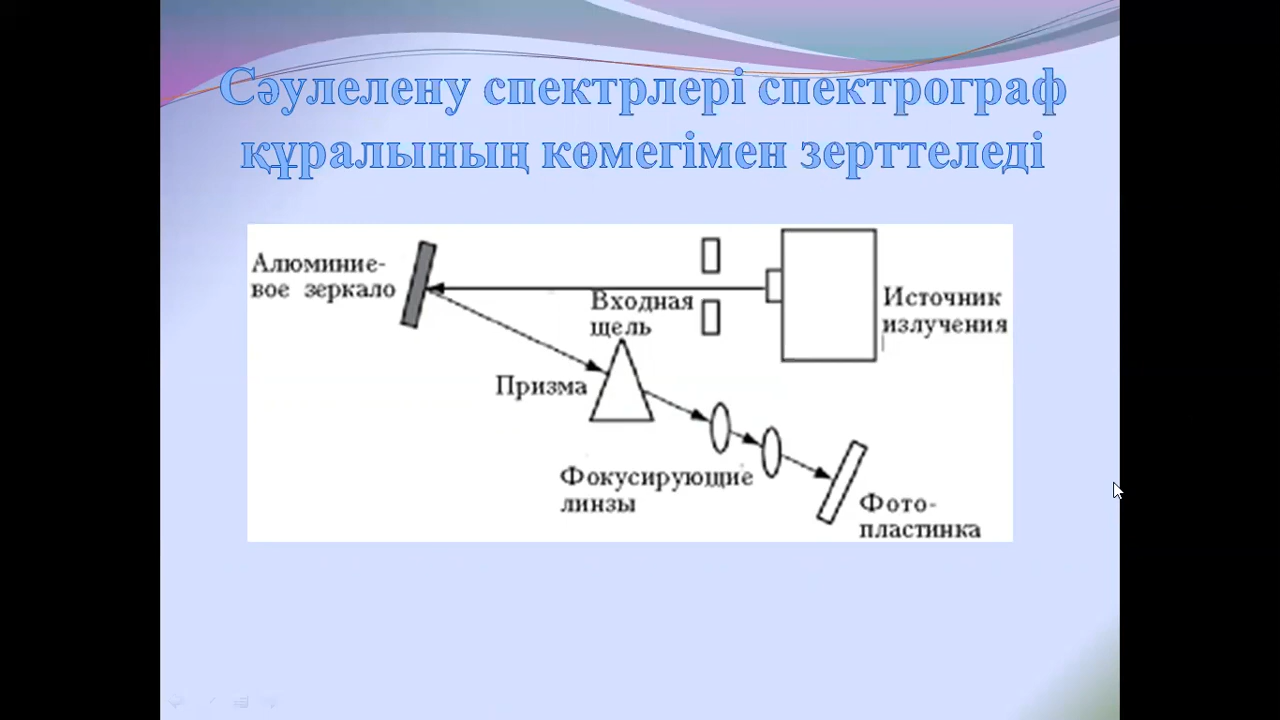 Сәулелену спектрлері спектрограф
құралының көмегімен зерттеледі
Алюминие-
вое зеркало
Входная
щель
Источник
излучения
Призма
Фокусирующие
линзы
Фото-
пластинка